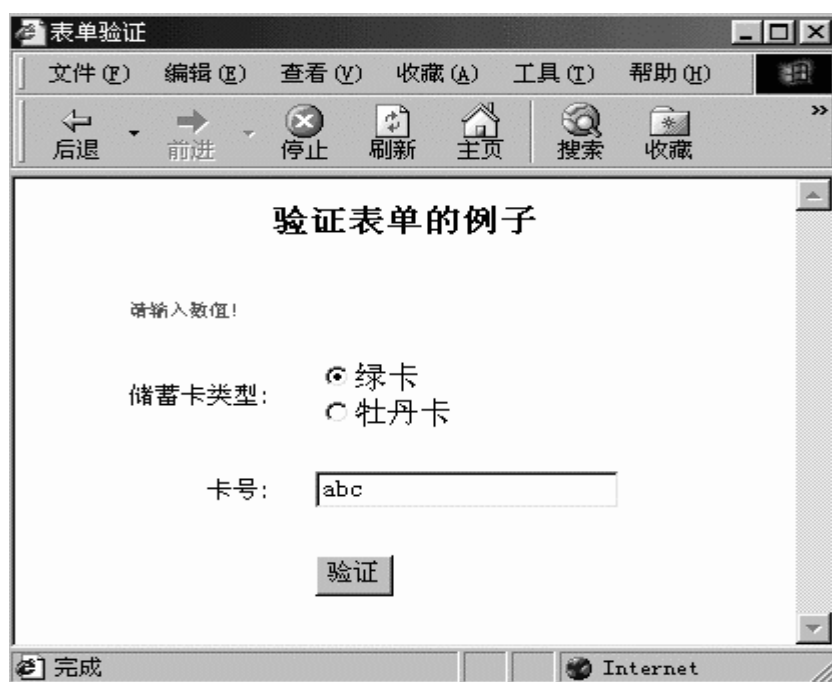 表单验证
文件(F) 编辑(E) 查看(V) 收藏(A) 工具(T) 帮助(H)
后退 前进 停止 刷新 主页 搜索 收藏 »
验证表单的例子
请输入数值!
储蓄卡类型: 绿卡
牡丹卡
卡号: abc
验证
完成 Internet